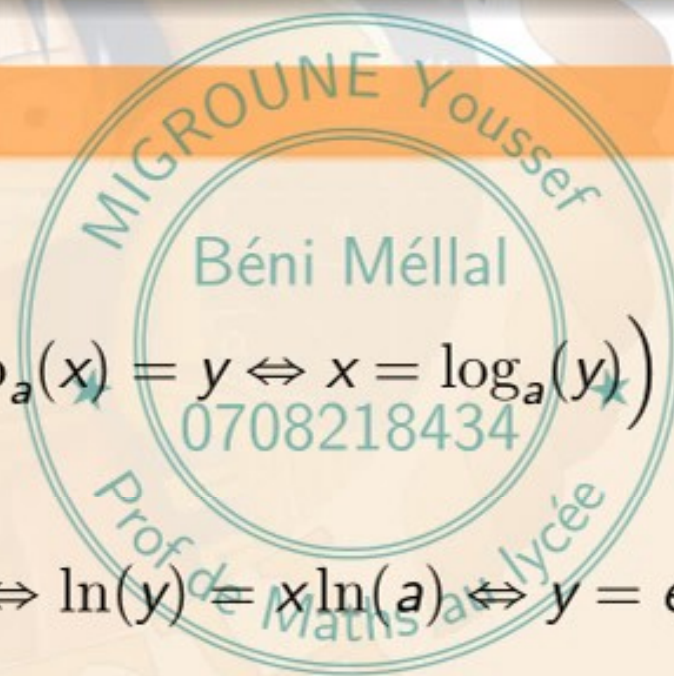 MIGROUNE Youssef
Béni Méllal
ₐ(x) = y ⇔ x = logₐ(y))
0708218434
Prof de Maths au lycée
⇔ ln(y) = x ln(a) ⇔ y = e